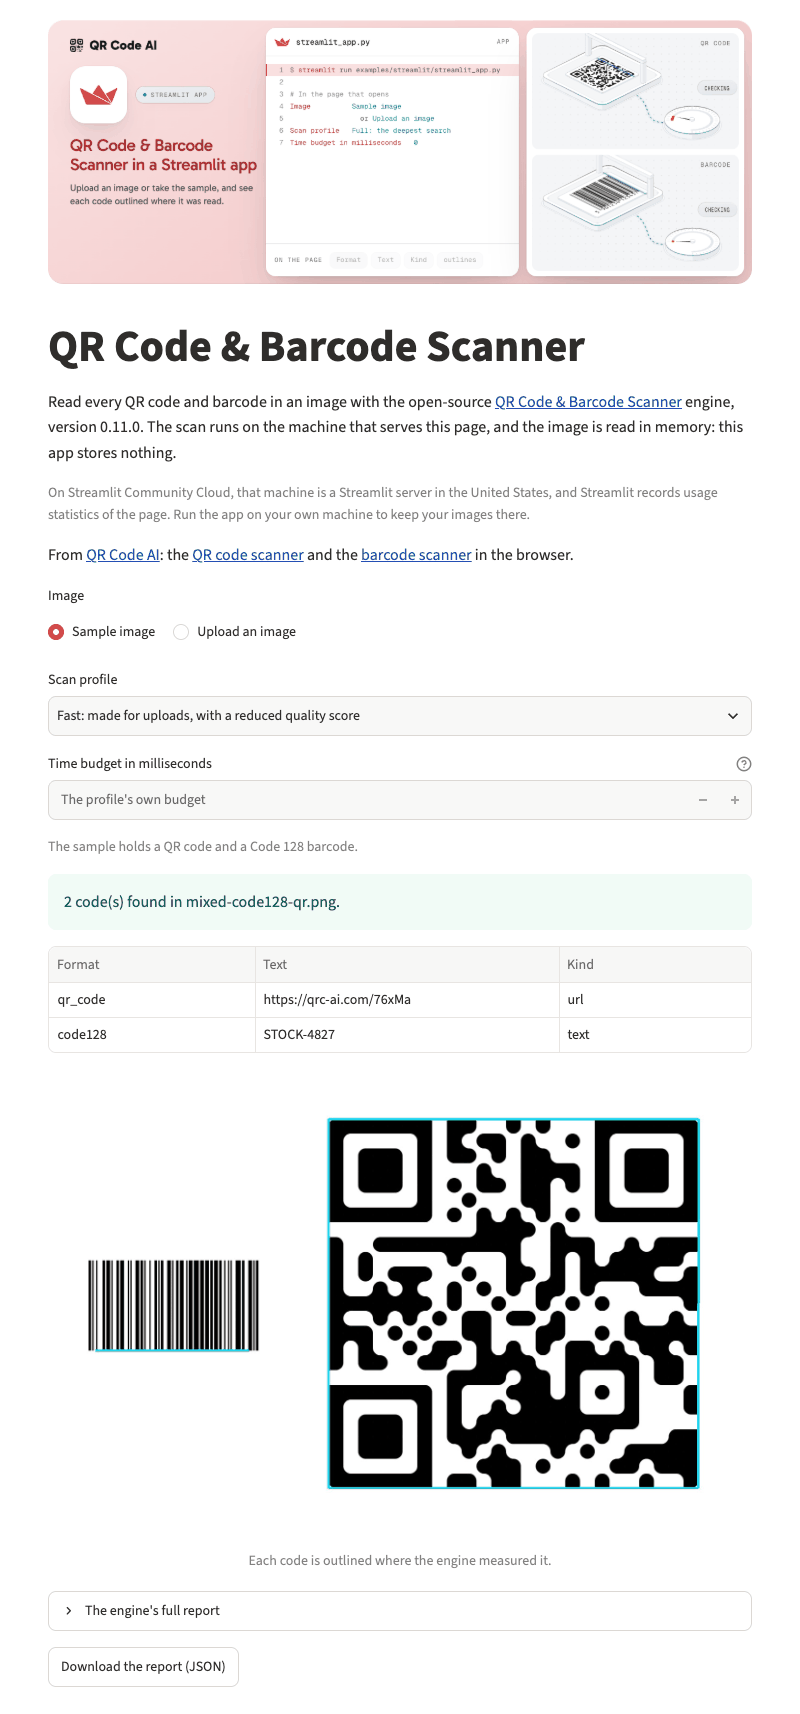 QR Code AI
STREAMLIT APP
QR Code & Barcode
Scanner in a Streamlit app
Upload an image or take the sample, and see
each code outlined where it was read.
streamlit_app.py
APP
1 $ streamlit run examples/streamlit/streamlit_app.py
2
3 # In the page that opens
4 Image Sample image
5 or Upload an image
6 Scan profile Full: the deepest search
7 Time budget in milliseconds 0
ON THE PAGE Format Text Kind outlines
QR CODE
CHECKING
BARCODE
CHECKING
QR Code & Barcode Scanner
Read every QR code and barcode in an image with the open-source QR Code & Barcode Scanner engine,
version 0.11.0. The scan runs on the machine that serves this page, and the image is read in memory: this
app stores nothing.
On Streamlit Community Cloud, that machine is a Streamlit server in the United States, and Streamlit records usage
statistics of the page. Run the app on your own machine to keep your images there.
From QR Code AI: the QR code scanner and the barcode scanner in the browser.
Image
Sample image Upload an image
Scan profile
Fast: made for uploads, with a reduced quality score
Time budget in milliseconds
The profile's own budget
The sample holds a QR code and a Code 128 barcode.
2 code(s) found in mixed-code128-qr.png.
Format Text Kind
qr_code https://qrc-ai.com/76xMa url
code128 STOCK-4827 text
Each code is outlined where the engine measured it.
The engine's full report
Download the report (JSON)